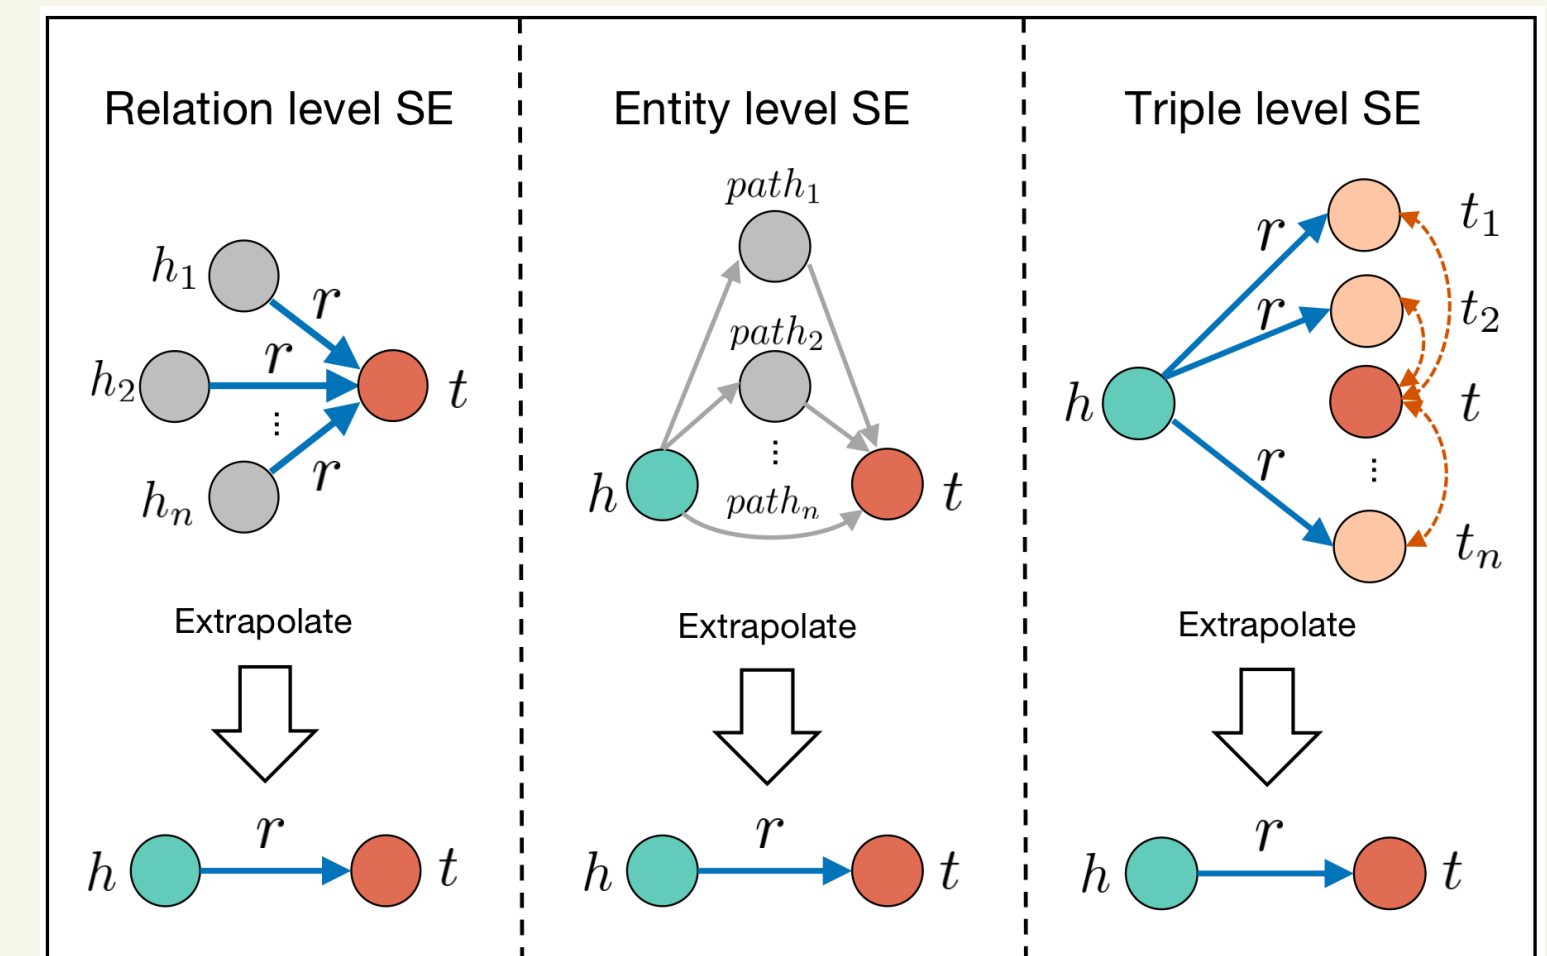 Relation level SE
h₁
r
h₂
r
⋮
r
hₙ
t
Extrapolate
h
r
t
Entity level SE
path₁
path₂
⋮
h
pathₙ
t
Extrapolate
h
r
t
Triple level SE
r
t₁
r
t₂
h
t
r
⋮
tₙ
Extrapolate
h
r
t